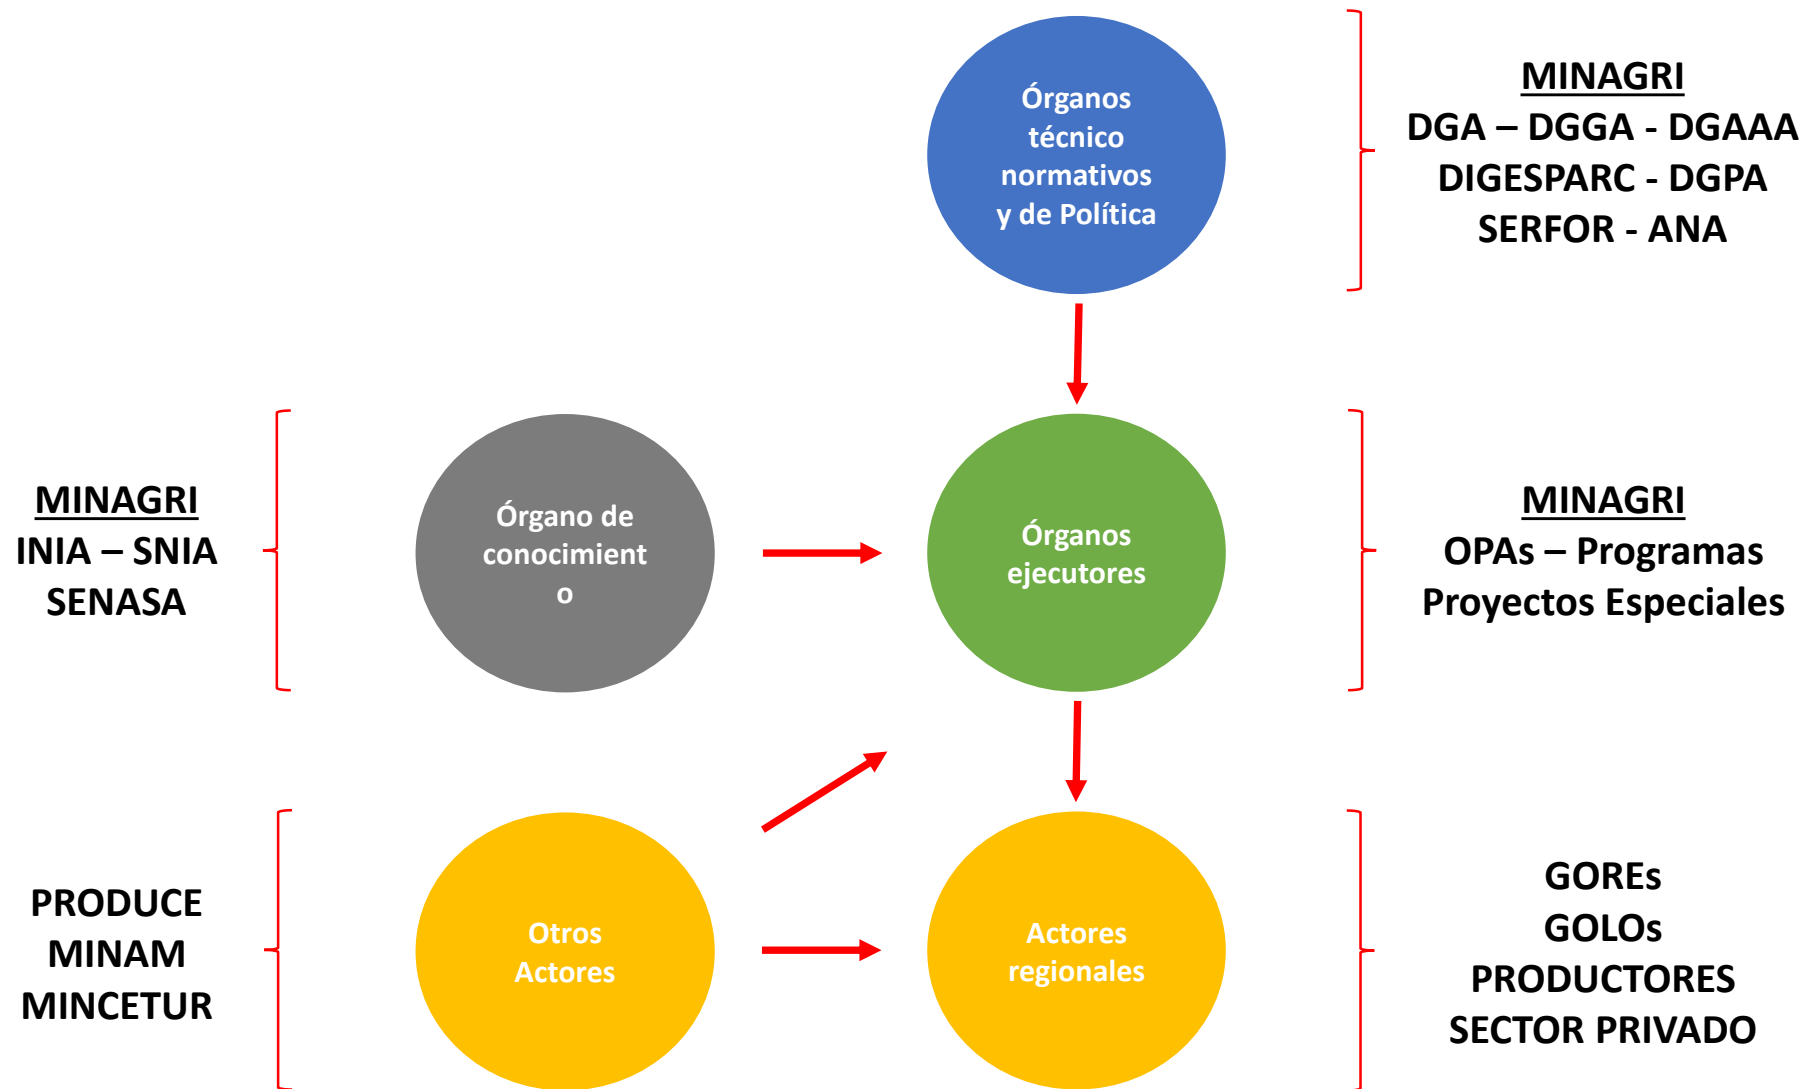 Órganos
técnico
normativos
y de Política
MINAGRI
DGA – DGGA - DGAAA
DIGESPARC - DGPA
SERFOR - ANA
MINAGRI
INIA – SNIA
SENASA
Órgano de
conocimient
o
Órganos
ejecutores
MINAGRI
OPAs – Programas
Proyectos Especiales
PRODUCE
MINAM
MINCETUR
Otros
Actores
Actores
regionales
GOREs
GOLOs
PRODUCTORES
SECTOR PRIVADO